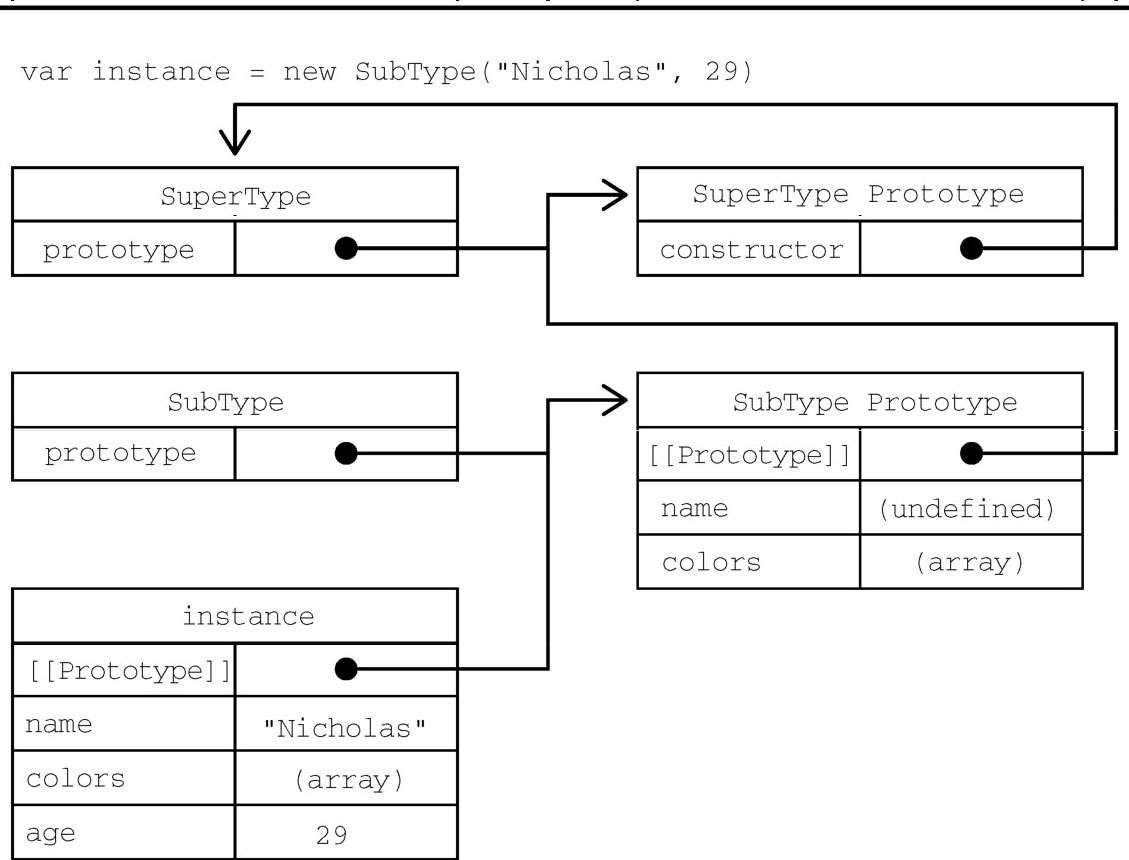 var instance = new SubType("Nicholas", 29)
SuperType
prototype
SuperType Prototype
constructor
SubType
prototype
SubType Prototype
[[Prototype]]
name (undefined)
colors (array)
instance
[[Prototype]]
name "Nicholas"
colors (array)
age 29